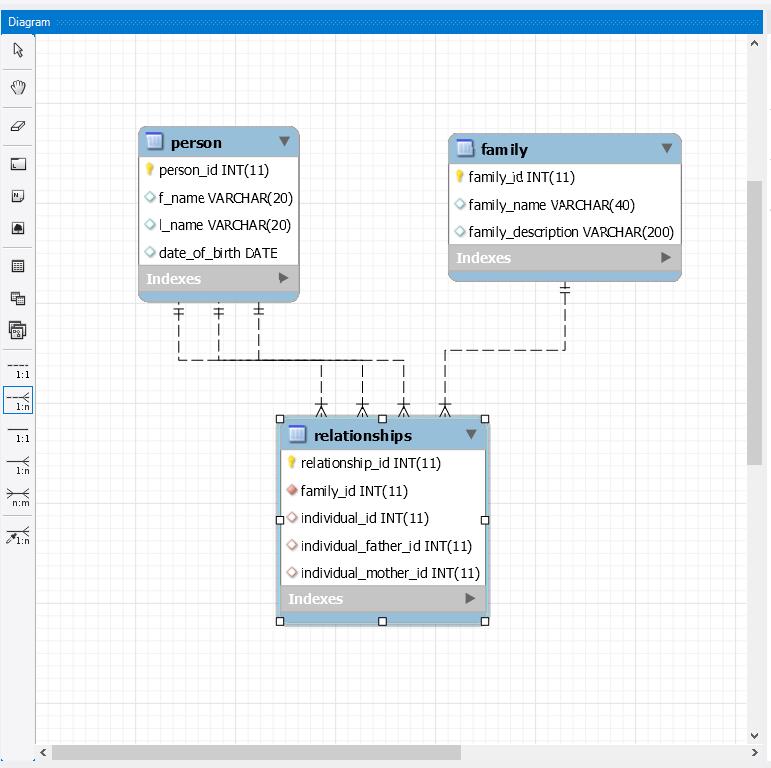 Diagram
person
person_id INT(11)
f_name VARCHAR(20)
l_name VARCHAR(20)
date_of_birth DATE
Indexes
family
family_id INT(11)
family_name VARCHAR(40)
family_description VARCHAR(200)
Indexes
1:1
1:n
1:1
1:n
n:m
1:n
relationships
relationship_id INT(11)
family_id INT(11)
individual_id INT(11)
individual_father_id INT(11)
individual_mother_id INT(11)
Indexes